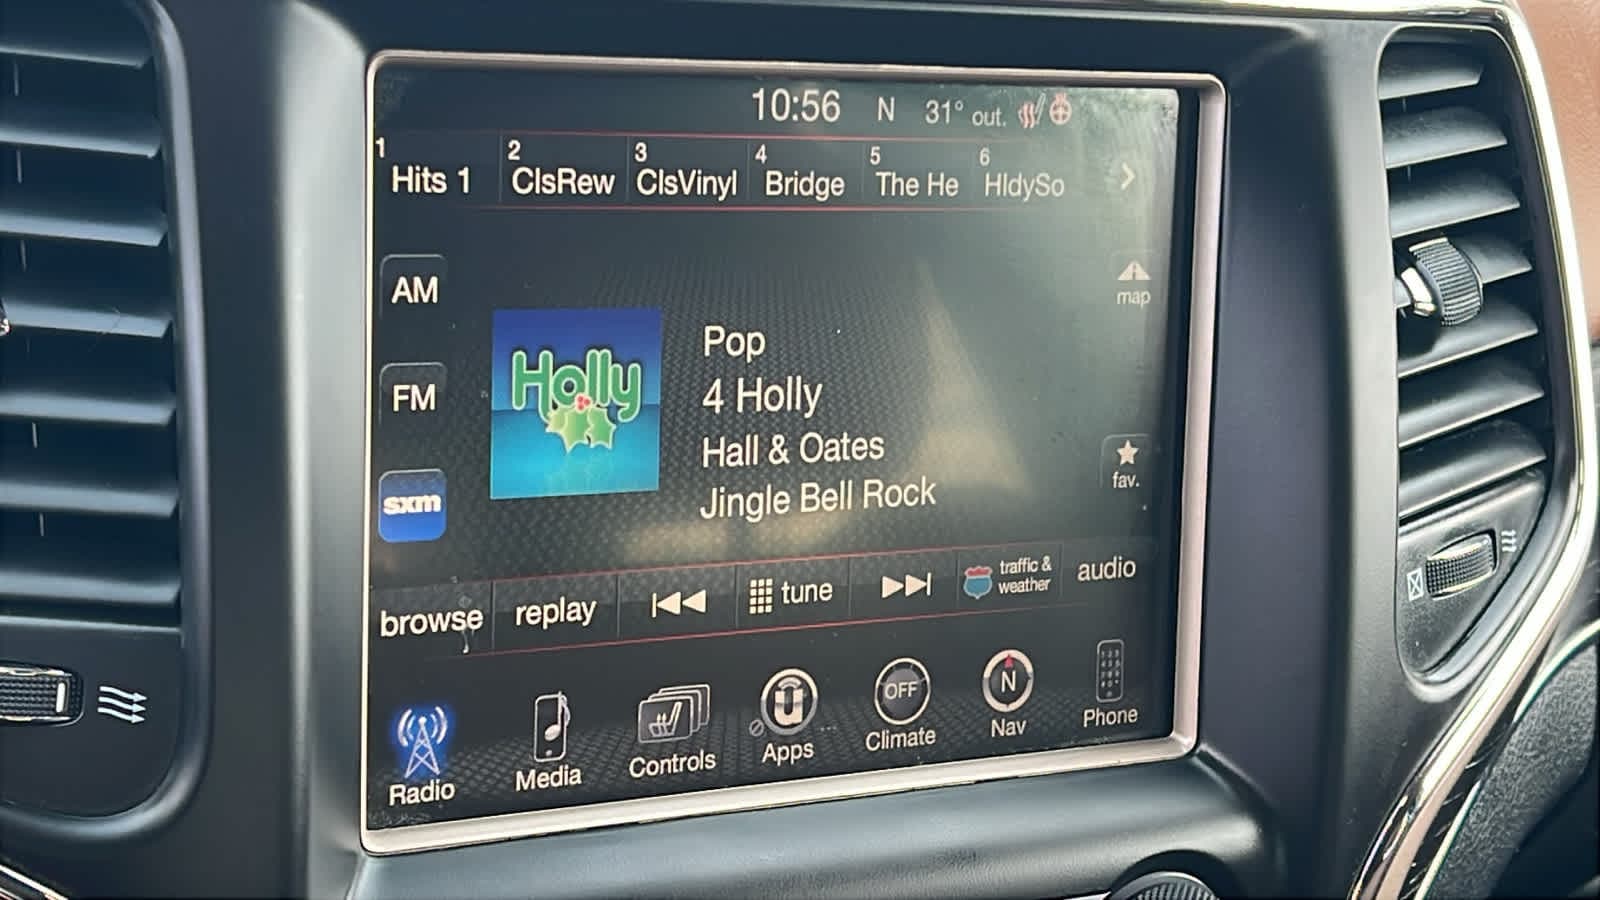 10:56 N 31° out.
1 2 3 4 5 6
Hits 1 ClsRew ClsVinyl Bridge The He HldySo
AM
map
Holly
Pop
FM
4 Holly
Hall & Oates
fav.
sxm
Jingle Bell Rock
browse replay tune traffic & weather audio
OFF
N
Radio Media Controls Apps Climate Nav Phone